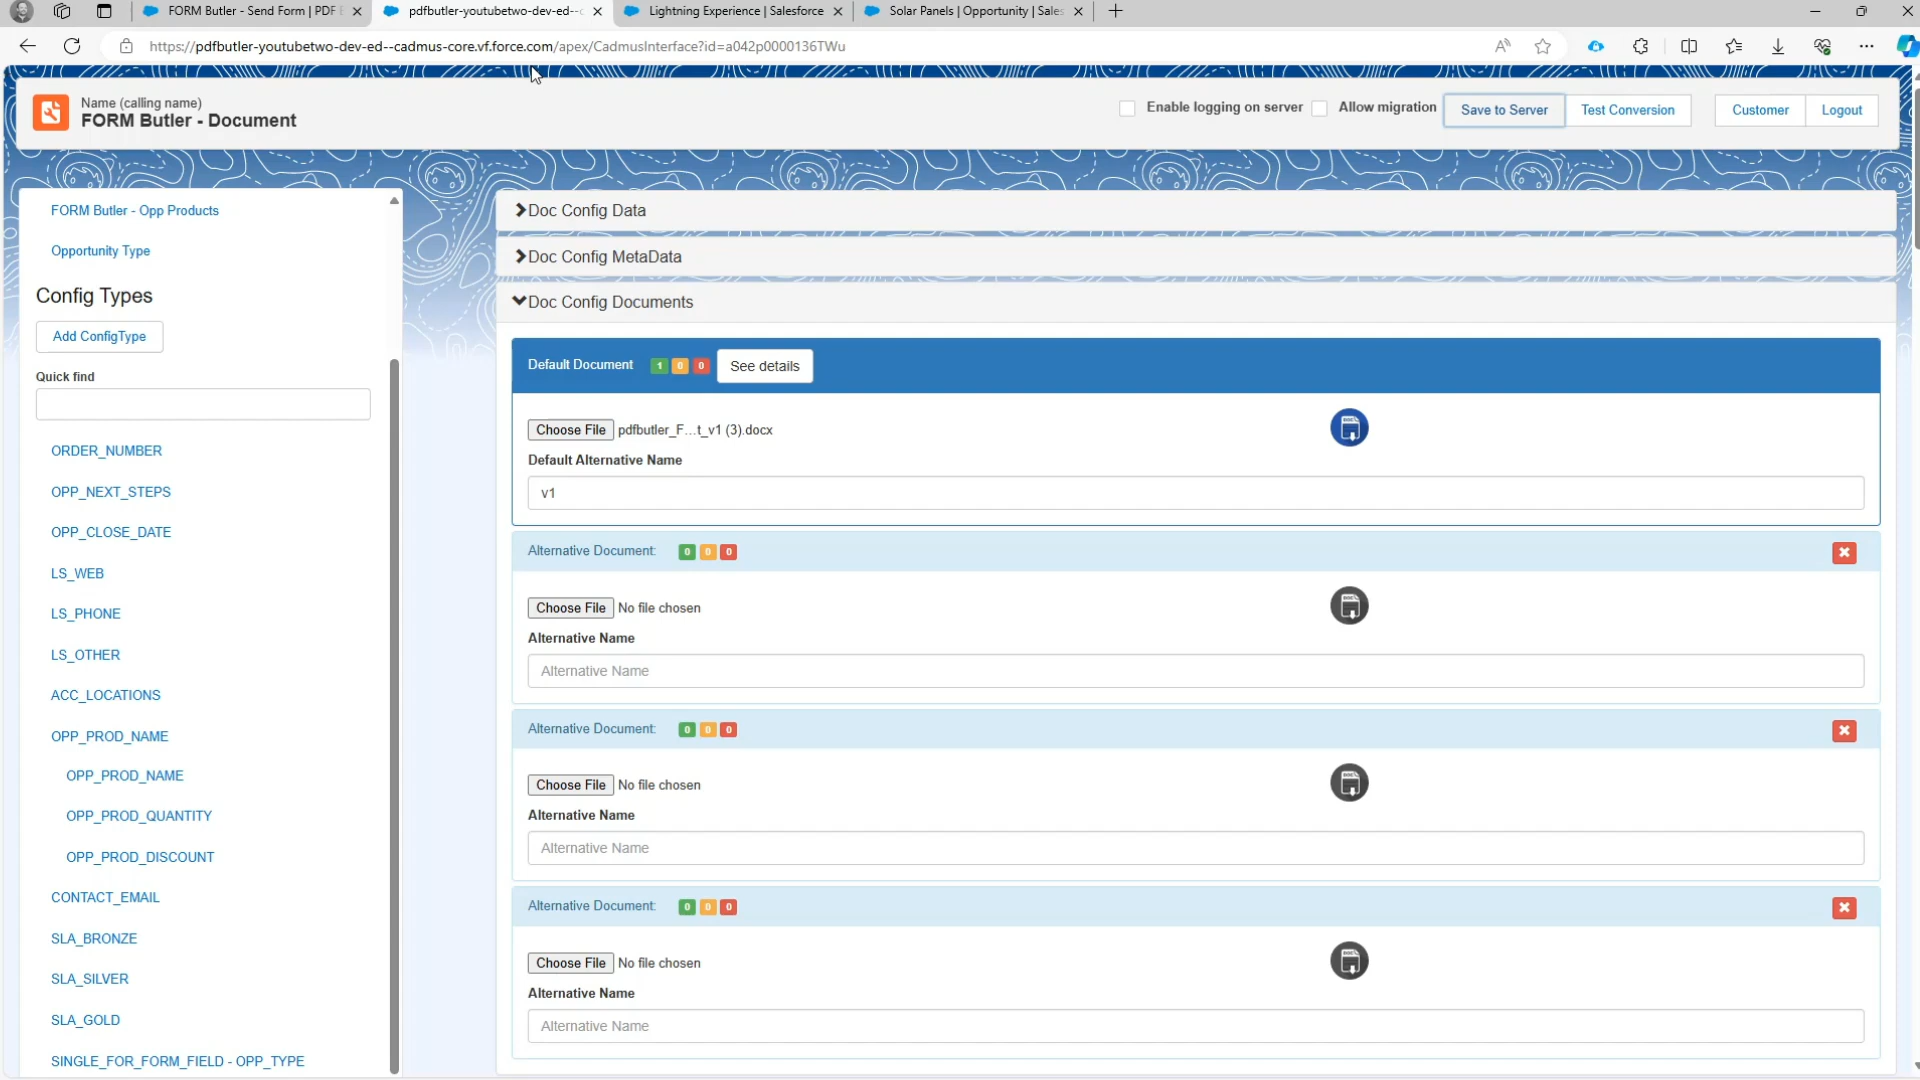 FORM Butler - Send Form | PDF B
pdfbutler-youtubetwo-dev-ed--c
Lightning Experience | Salesforce
Solar Panels | Opportunity | Sales
https://pdfbutler-youtubetwo-dev-ed--cadmus-core.vf.force.com/apex/CadmusInterface?id=a042p0000136TWu
Name (calling name)
FORM Butler - Document
Enable logging on server
Allow migration
Save to Server
Test Conversion
Customer
Logout
FORM Butler - Opp Products
Opportunity Type
Config Types
Add ConfigType
Quick find
ORDER_NUMBER
OPP_NEXT_STEPS
OPP_CLOSE_DATE
LS_WEB
LS_PHONE
LS_OTHER
ACC_LOCATIONS
OPP_PROD_NAME
OPP_PROD_NAME
OPP_PROD_QUANTITY
OPP_PROD_DISCOUNT
CONTACT_EMAIL
SLA_BRONZE
SLA_SILVER
SLA_GOLD
SINGLE_FOR_FORM_FIELD - OPP_TYPE
Doc Config Data
Doc Config MetaData
Doc Config Documents
Default Document 1 0 0 See details
Choose File pdfbutler_F...t_v1 (3).docx
Default Alternative Name
v1
Alternative Document: 0 0 0
Choose File No file chosen
Alternative Name
Alternative Name
Alternative Document: 0 0 0
Choose File No file chosen
Alternative Name
Alternative Name
Alternative Document: 0 0 0
Choose File No file chosen
Alternative Name
Alternative Name